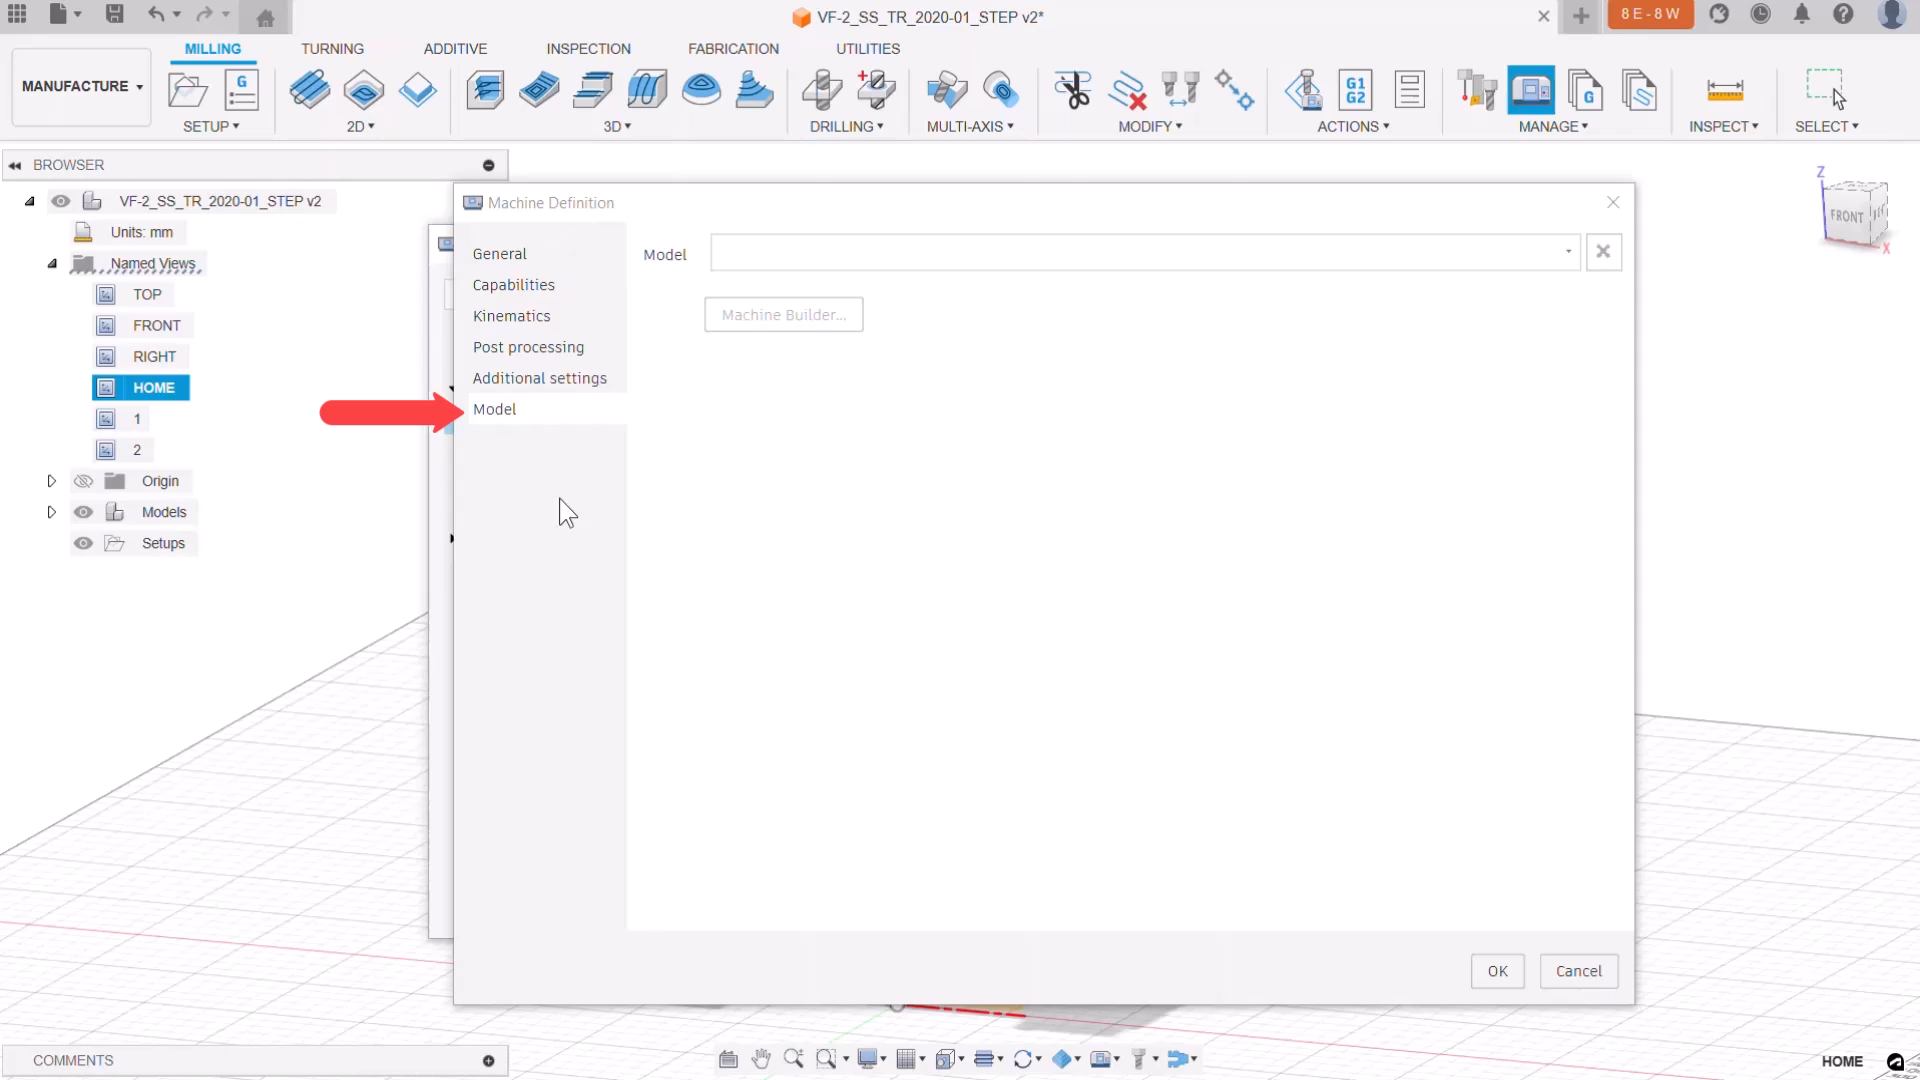 VF-2_SS_TR_2020-01_STEP v2*
8 E - 8 W
MILLING TURNING ADDITIVE INSPECTION FABRICATION UTILITIES
MANUFACTURE
G
G1
G2
G
SETUP 2D 3D DRILLING MULTI-AXIS MODIFY ACTIONS MANAGE INSPECT SELECT
BROWSER
VF-2_SS_TR_2020-01_STEP v2
Units: mm
Named Views
TOP
FRONT
RIGHT
HOME
1
2
Origin
Models
Setups
Machine Definition
General
Capabilities
Kinematics
Post processing
Additional settings
Model
Model
Machine Builder...
OK Cancel
Z
FRONT
X
COMMENTS
HOME